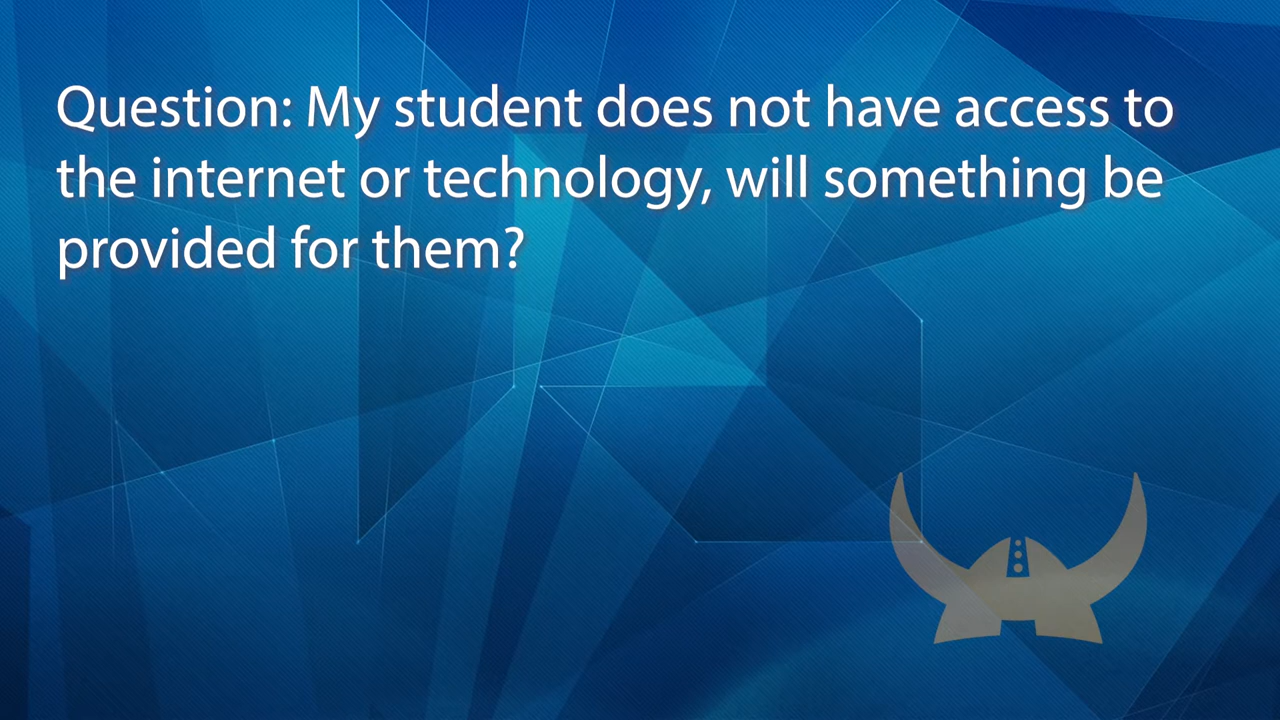 Question: My student does not have access to
the internet or technology, will something be
provided for them?